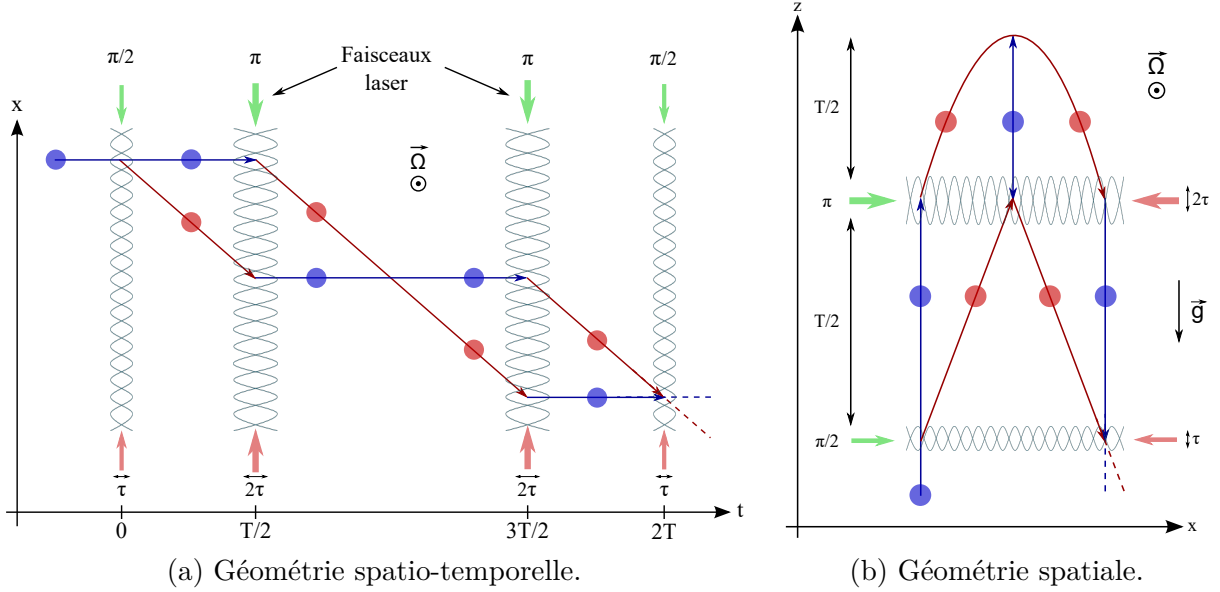 π/2
π
Faisceaux
laser
π
π/2
x
Ω
τ
2τ
2τ
τ
t
0
T/2
3T/2
2T
(a) Géométrie spatio-temporelle.
z
Ω
T/2
π
2τ
T/2
g
π/2
τ
x
(b) Géométrie spatiale.